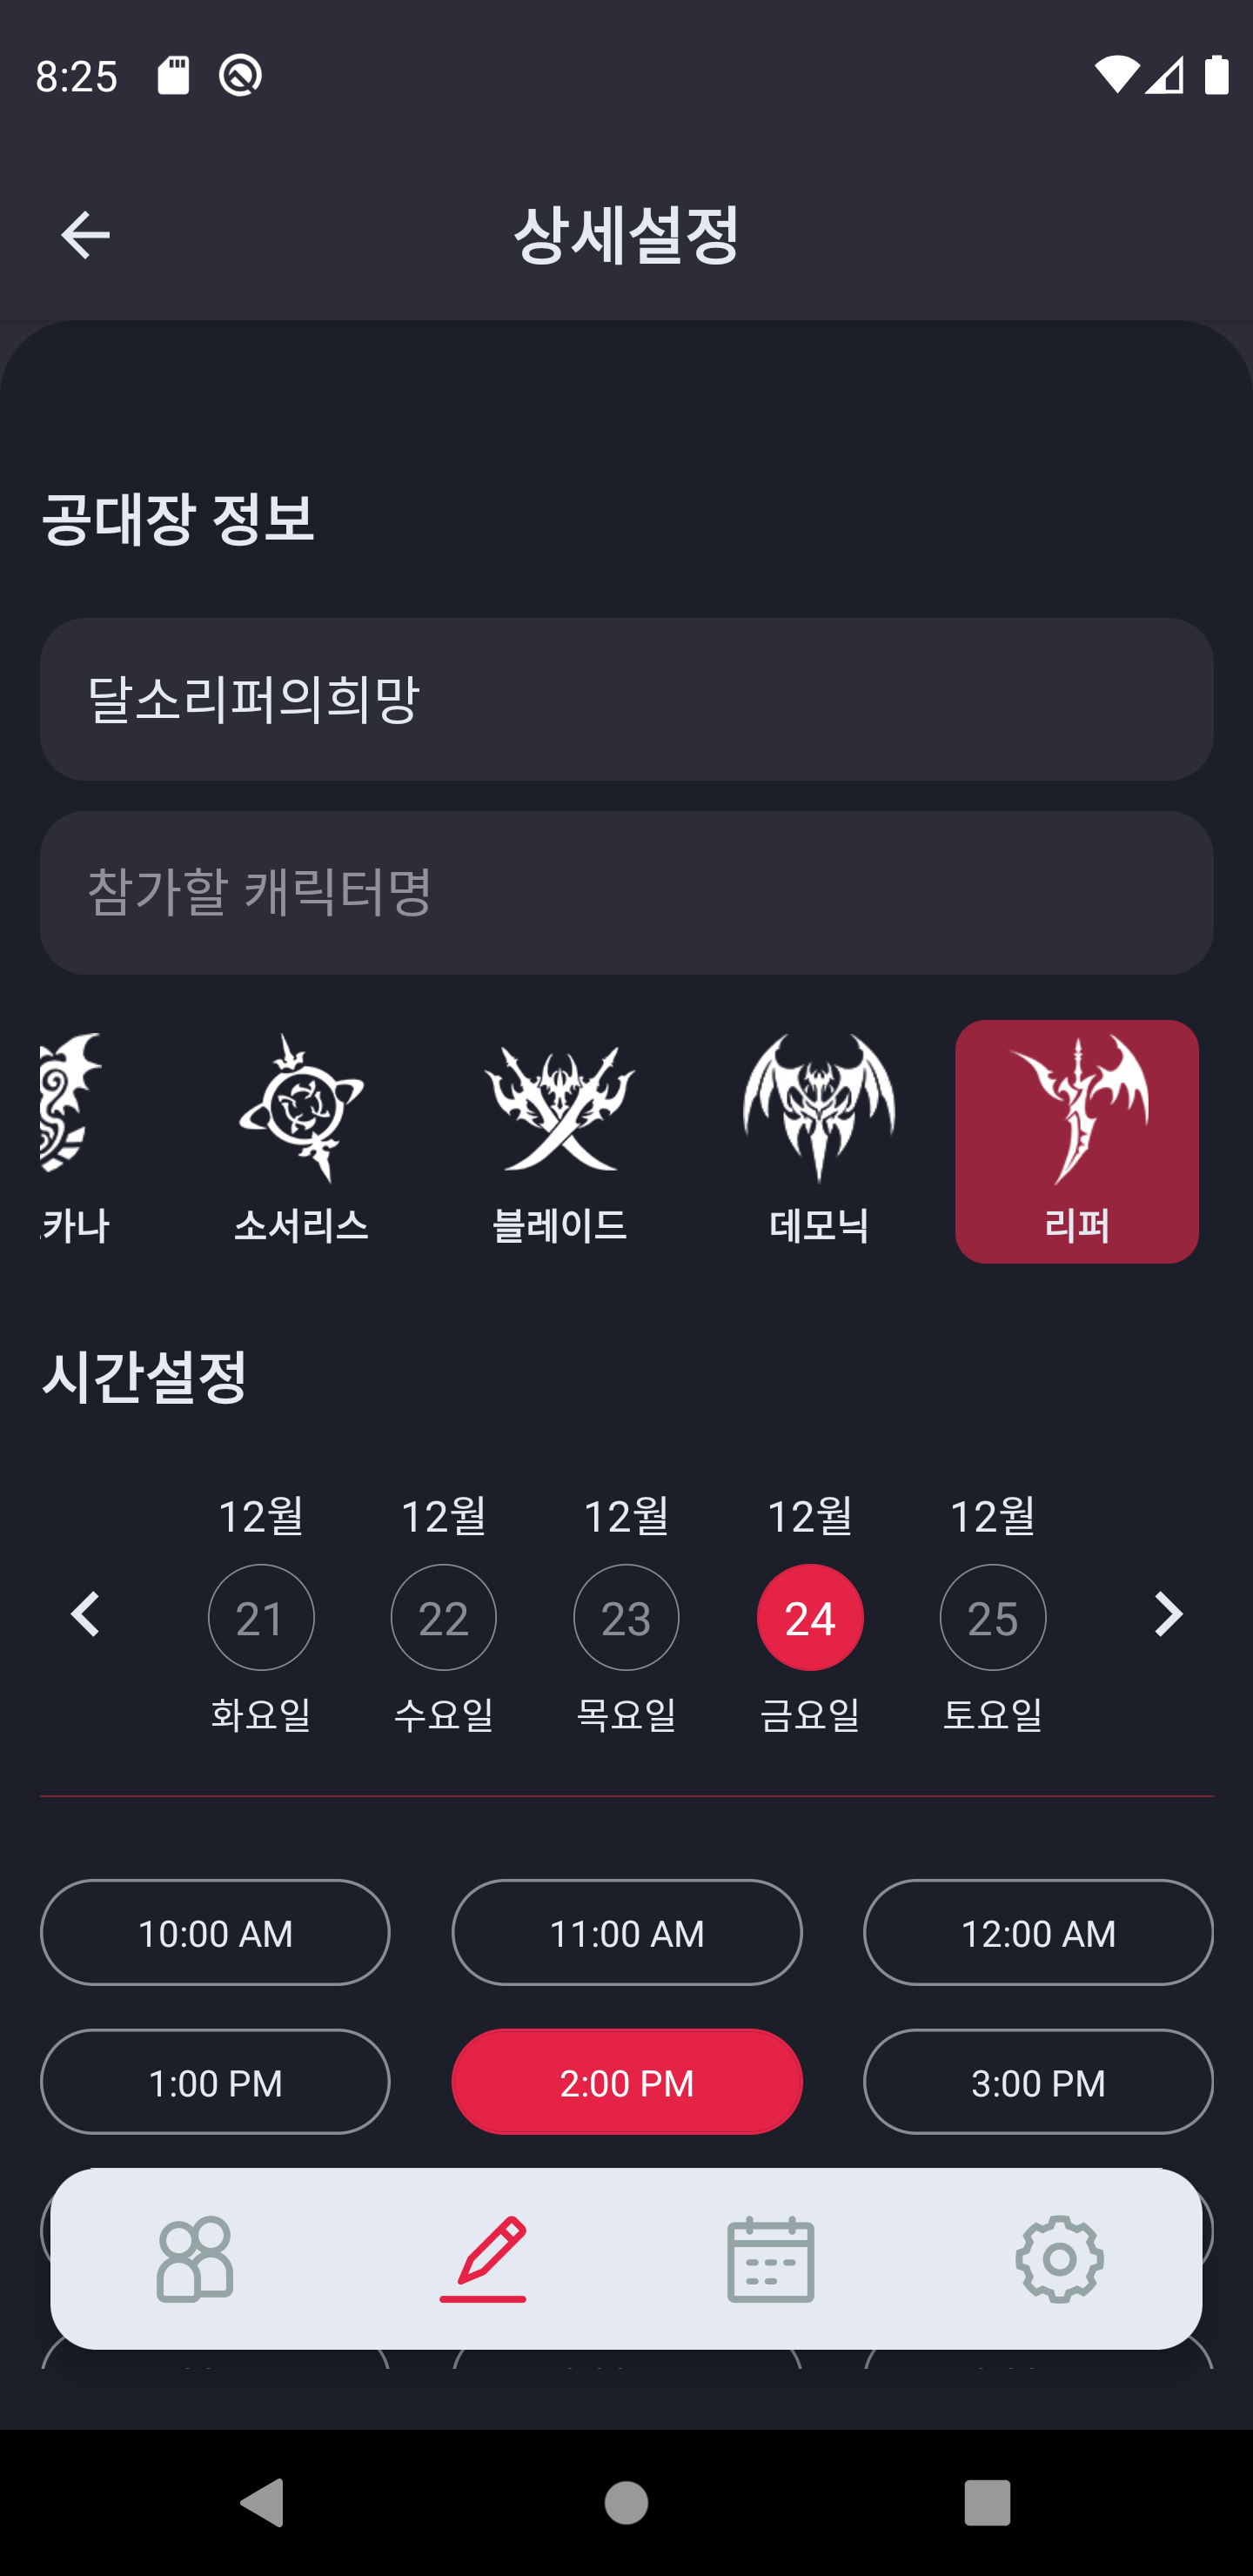 8:25
상세설정
공대장 정보
달소리퍼의희망
참가할 캐릭터명
카나 소서리스 블레이드 데모닉 리퍼
시간설정
12월 12월 12월 12월 12월
21 22 23 24 25
화요일 수요일 목요일 금요일 토요일
10:00 AM 11:00 AM 12:00 AM
1:00 PM 2:00 PM 3:00 PM